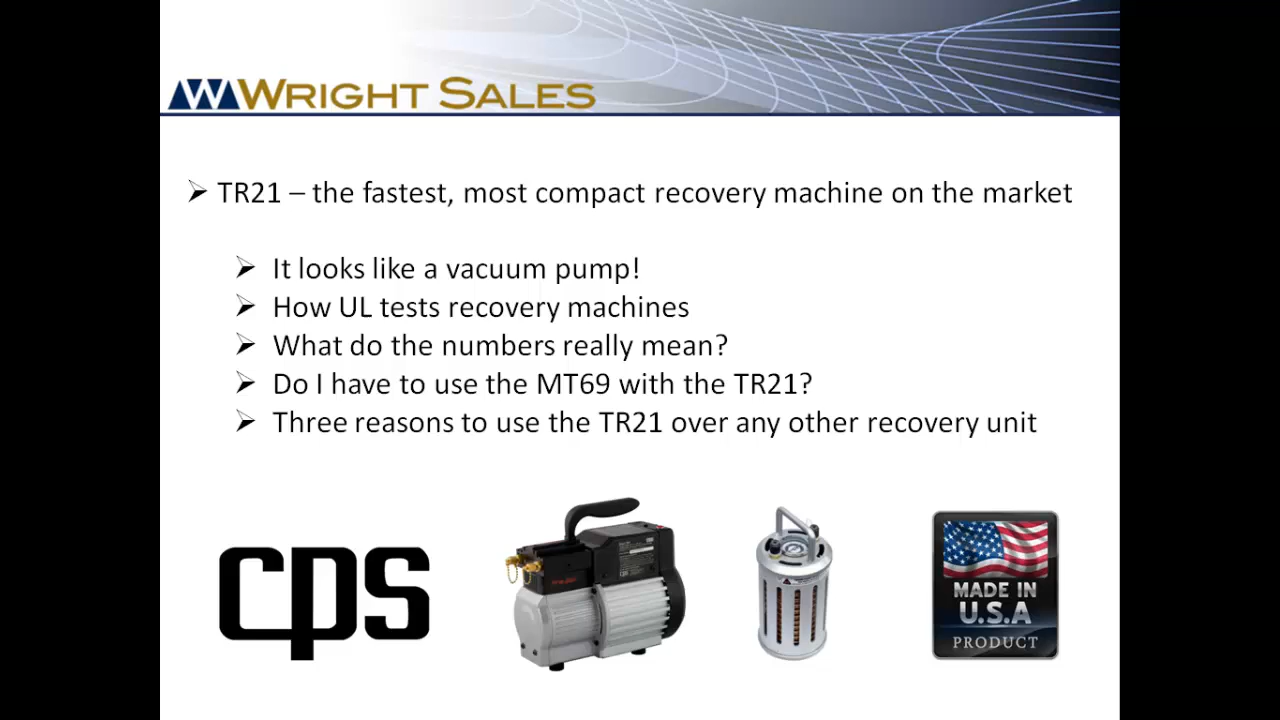 WRIGHT SALES
TR21 – the fastest, most compact recovery machine on the market
It looks like a vacuum pump!
How UL tests recovery machines
What do the numbers really mean?
Do I have to use the MT69 with the TR21?
Three reasons to use the TR21 over any other recovery unit
cps
MADE IN
U.S.A
PRODUCT